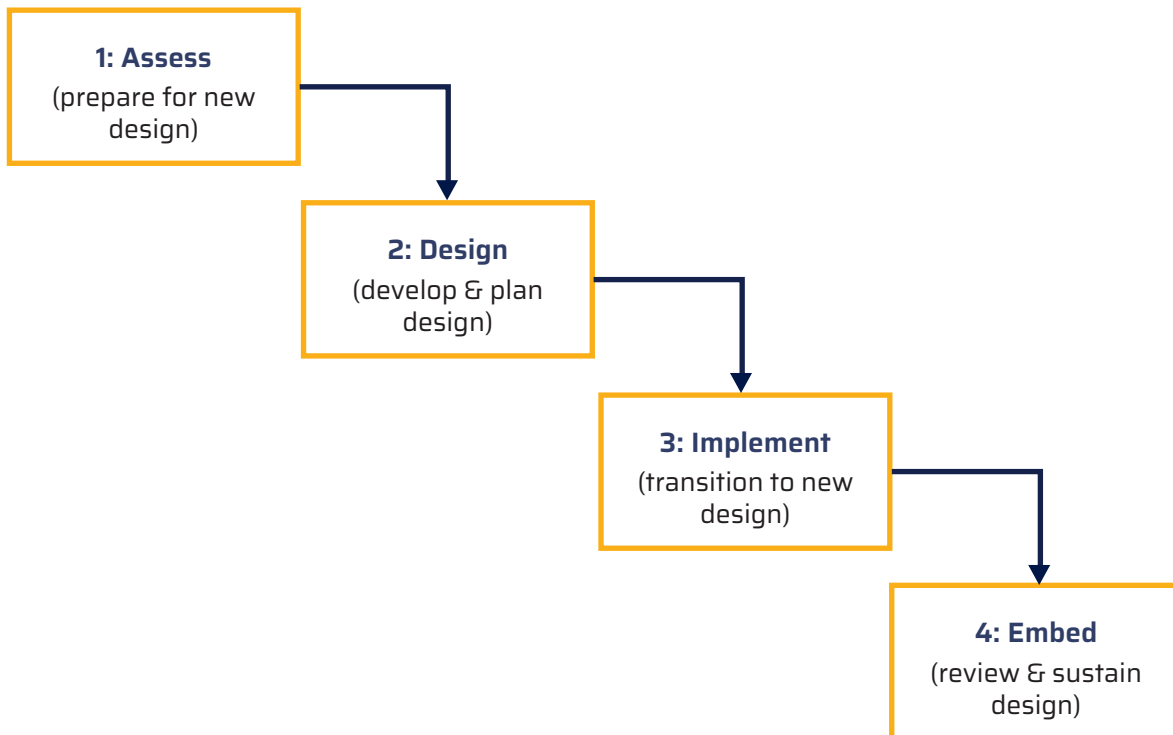 1: Assess
(prepare for new
design)
2: Design
(develop & plan
design)
3: Implement
(transition to new
design)
4: Embed
(review & sustain
design)